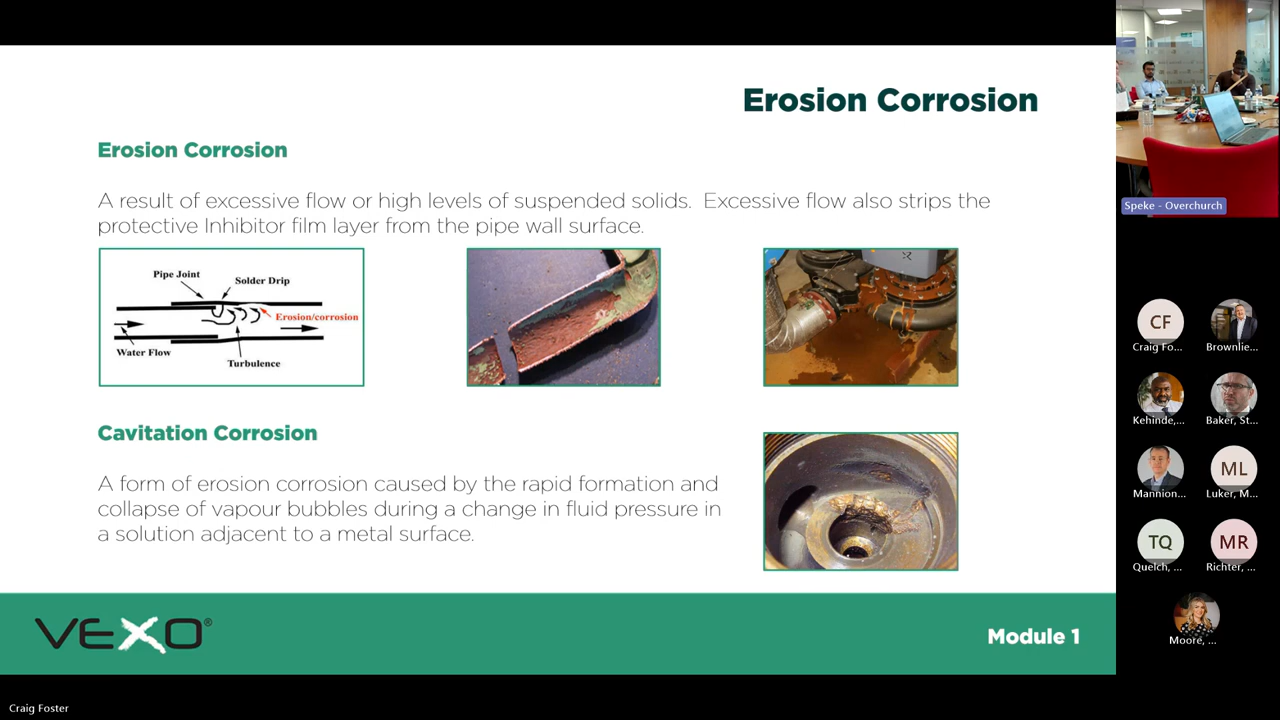 Erosion Corrosion
Erosion Corrosion
A result of excessive flow or high levels of suspended solids.  Excessive flow also strips the
protective Inhibitor film layer from the pipe wall surface.
Pipe Joint
Solder Drip
Erosion/corrosion
Water Flow
Turbulence
Cavitation Corrosion
A form of erosion corrosion caused by the rapid formation and
collapse of vapour bubbles during a change in fluid pressure in
a solution adjacent to a metal surface.
VEXO®
Module 1
Craig Foster
Speke - Overchurch
CF
Craig Fo...
Brownlie...
Kehinde,...
Baker, St...
Mannion...
ML
Luker, M...
TQ
Quelch, ...
MR
Richter, ...
Moore, ...